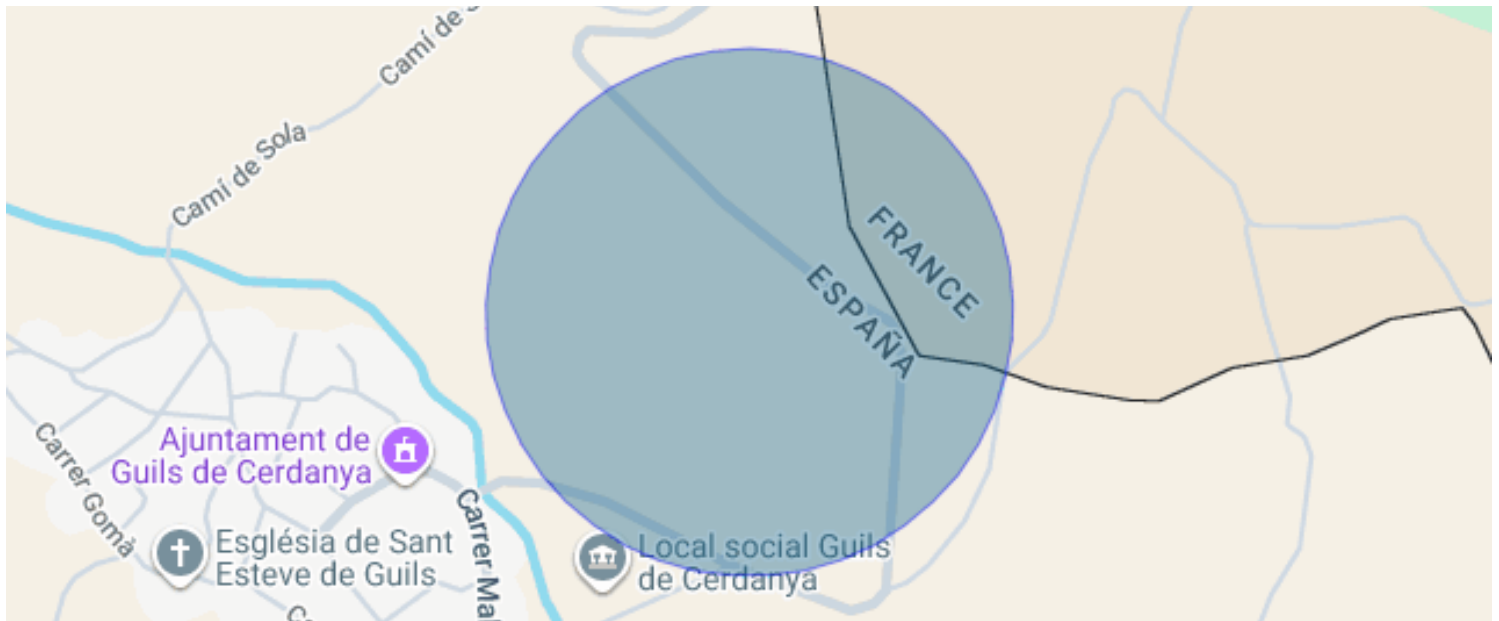 Camí de S
Camí de Sola
FRANCE
ESPAÑA
Ajuntament de
Guils de Cerdanya
Carrer Gomà
Carrer Mal
Església de Sant
Esteve de Guils
Local social Guils
de Cerdanya